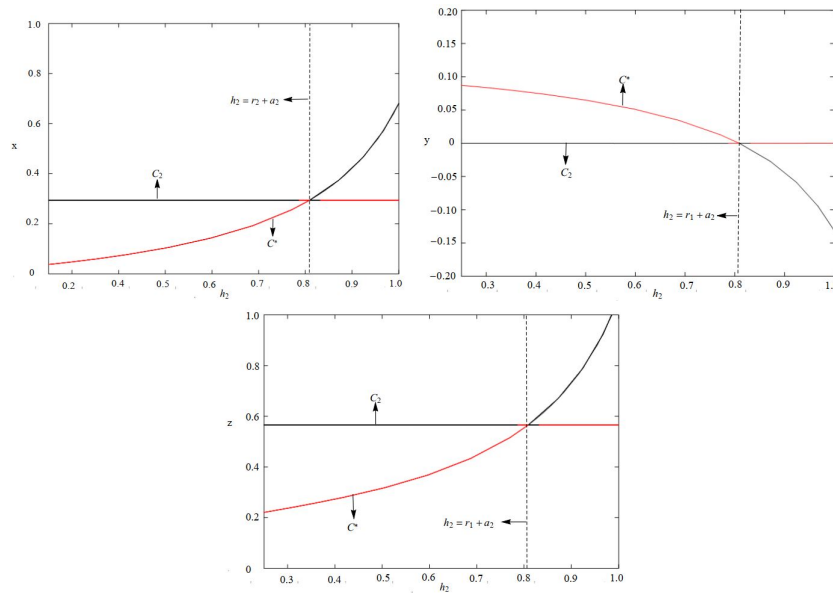 1.0
0.8
0.6
x
0.4
0.2
0
h₂ = r₂ + a₂
C₂
C*
0.2 0.4 0.5 0.6 0.7 0.8 0.9 1.0
h₂
0.20
0.15
0.10
0.05
y
0
−0.05
−0.10
−0.15
−0.20
C*
C₂
h₂ = r₁ + a₂
0.3 0.4 0.5 0.6 0.7 0.8 0.9 1.0
h₂
1.0
0.8
z
0.6
0.4
0.2
0
C₂
C*
h₂ = r₁ + a₂
0.3 0.4 0.5 0.6 0.7 0.8 0.9 1.0
h₂